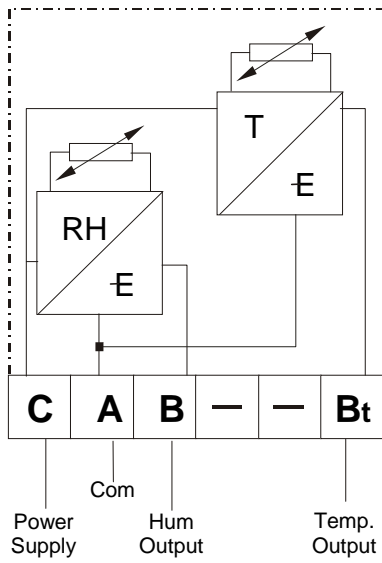 T
E
RH
E
C A B — — Bt
Com
Power
Supply
Hum
Output
Temp.
Output